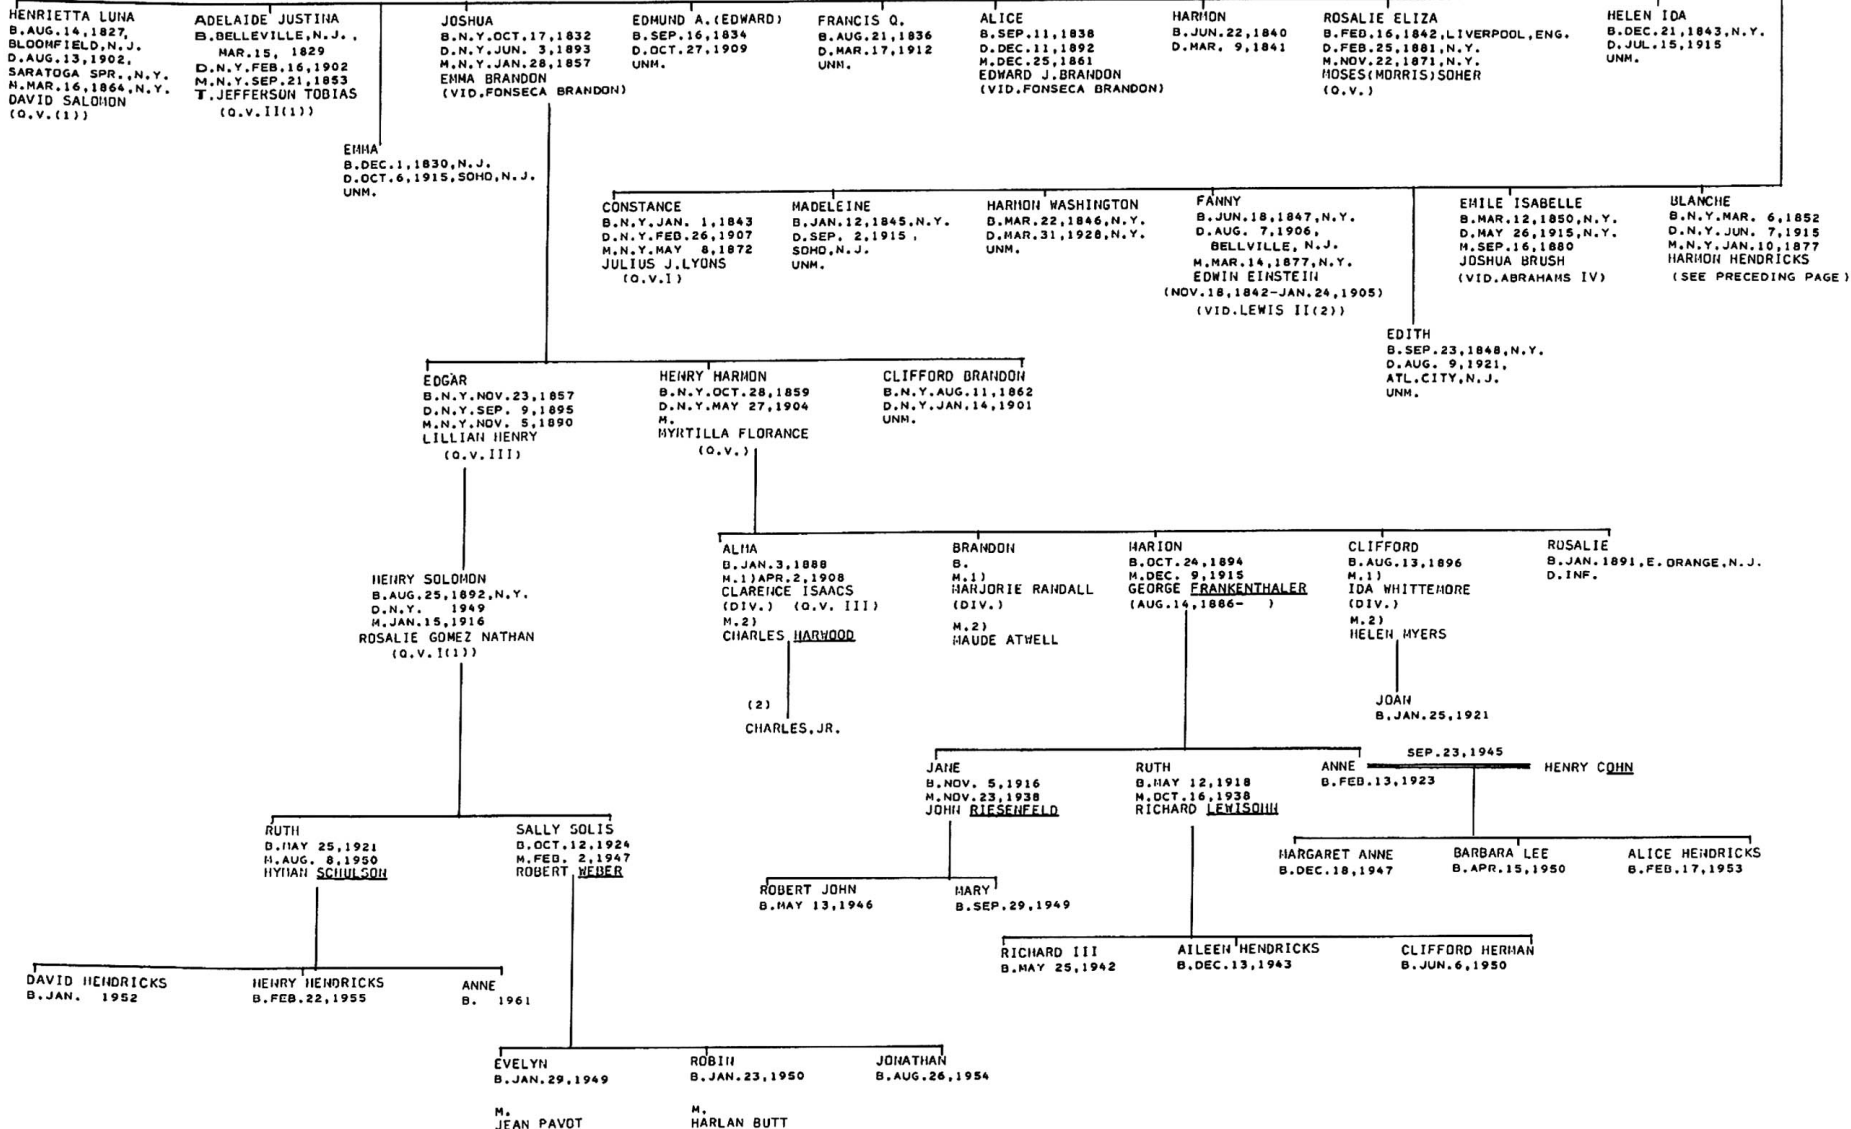 HENRIETTA LUNA
B.AUG.14,1827,
BLOOMFIELD,N.J.
D.AUG.13,1902,
SARATOGA SPR.,N.Y.
M.MAR.16,1864,N.Y.
DAVID SALOMON
(Q.V.(1))
ADELAIDE JUSTINA
B.BELLEVILLE,N.J.,
MAR.15, 1829
D.N.Y.FEB.16,1902
M.N.Y.SEP.21,1853
T.JEFFERSON TOBIAS
(Q.V.II(1))
EMMA
B.DEC.1,1830,N.J.
D.OCT.6,1915,SOHO,N.J.
UNM.
JOSHUA
B.N.Y.OCT.17,1832
D.N.Y.JUN. 3,1893
M.N.Y.JAN.28,1857
EMMA BRANDON
(VID.FONSECA BRANDON)
EDMUND A.(EDWARD)
B.SEP.16,1834
D.OCT.27,1909
UNM.
FRANCIS Q.
B.AUG.21,1836
D.MAR.17,1912
UNM.
ALICE
B.SEP.11,1838
D.DEC.11,1892
M.DEC.25,1861
EDWARD J.BRANDON
(VID.FONSECA BRANDON)
HARMON
B.JUN.22,1840
D.MAR. 9,1841
ROSALIE ELIZA
B.FEB.16,1842,LIVERPOOL,ENG.
D.FEB.25,1881,N.Y.
M.NOV.22,1871,N.Y.
MOSES(MORRIS)SOHER
(Q.V.)
HELEN IDA
B.DEC.21,1843,N.Y.
D.JUL.15,1915
UNM.
CONSTANCE
B.N.Y.JAN. 1,1843
D.N.Y.FEB.26,1907
M.N.Y.MAY  8,1872
JULIUS J.LYONS
(Q.V.I)
MADELEINE
B.JAN.12,1845,N.Y.
D.SEP. 2,1915,
SOHO,N.J.
UNM.
HARMON WASHINGTON
B.MAR.22,1846,N.Y.
D.MAR.31,1928,N.Y.
UNM.
FANNY
B.JUN.18,1847,N.Y.
D.AUG. 7,1906,
BELLVILLE, N.J.
M.MAR.14,1877,N.Y.
EDWIN EINSTEIN
(NOV.18,1842-JAN.24,1905)
(VID.LEWIS II(2))
EDITH
B.SEP.23,1848,N.Y.
D.AUG. 9,1921,
ATL.CITY,N.J.
UNM.
EMILE ISABELLE
B.MAR.12,1850,N.Y.
D.MAY 26,1915,N.Y.
M.SEP.16,1880
JOSHUA BRUSH
(VID.ABRAHAMS IV)
BLANCHE
B.N.Y.MAR. 6,1852
D.N.Y.JUN. 7,1915
M.N.Y.JAN.10,1877
HARMON HENDRICKS
(SEE PRECEDING PAGE)
EDGAR
B.N.Y.NOV.23,1857
D.N.Y.SEP. 9,1895
M.N.Y.NOV. 5,1890
LILLIAN HENRY
(Q.V.III)
HENRY HARMON
B.N.Y.OCT.28,1859
D.N.Y.MAY 27,1904
M.
MYRTILLA FLORANCE
(Q.V.)
CLIFFORD BRANDON
B.N.Y.AUG.11,1862
D.N.Y.JAN.14,1901
UNM.
HENRY SOLOMON
B.AUG.25,1892,N.Y.
D.N.Y.  1949
M.JAN.15,1916
ROSALIE GOMEZ NATHAN
(Q.V.I(1))
ALMA
B.JAN.3,1888
M.1)APR.2,1908
CLARENCE ISAACS
(DIV.) (Q.V. III)
M.2)
CHARLES HARWOOD
(2)
CHARLES,JR.
BRANDON
B.
M.1)
MARJORIE RANDALL
(DIV.)
M.2)
MAUDE ATWELL
MARION
B.OCT.24,1894
M.DEC. 9,1915
GEORGE FRANKENTHALER
(AUG.14,1886-  )
CLIFFORD
B.AUG.13,1896
M.1)
IDA WHITTEMORE
(DIV.)
M.2)
HELEN MYERS
JOAN
B.JAN.25,1921
ROSALIE
B.JAN.1891,E.ORANGE,N.J.
D.INF.
JANE
B.NOV. 5,1916
M.NOV.23,1938
JOHN RIESENFELD
RUTH
B.MAY 12,1918
M.OCT.16,1938
RICHARD LEWISOHN
ANNE
B.FEB.13,1923
SEP.23,1945
HENRY COHN
RUTH
B.MAY 25,1921
M.AUG. 8,1950
HYMAN SCHULSON
SALLY SOLIS
B.OCT.12,1924
M.FEB. 2,1947
ROBERT WEBER
MARGARET ANNE
B.DEC.18,1947
BARBARA LEE
B.APR.15,1950
ALICE HENDRICKS
B.FEB.17,1953
ROBERT JOHN
B.MAY 13,1946
MARY
B.SEP.29,1949
RICHARD III
B.MAY 25,1942
AILEEN HENDRICKS
B.DEC.13,1943
CLIFFORD HERMAN
B.JUN.6,1950
DAVID HENDRICKS
B.JAN.  1952
HENRY HENDRICKS
B.FEB.22,1955
ANNE
B.  1961
EVELYN
B.JAN.29,1949
M.
JEAN PAVOT
ROBIN
B.JAN.23,1950
M.
HARLAN BUTT
JONATHAN
B.AUG.26,1954